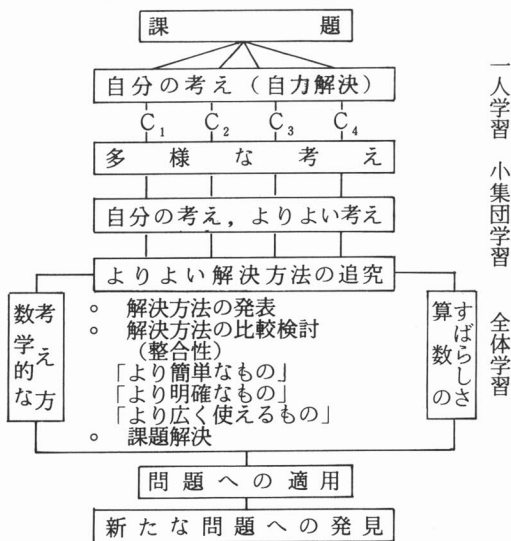 課題
自分の考え(自力解決)
C₁ C₂ C₃ C₄
多様な考え
自分の考え,よりよい考え
よりよい解決方法の追究
数学的な
考え方
○ 解決方法の発表
○ 解決方法の比較検討
(整合性)
「より簡単なもの」
「より明確なもの」
「より広く使えるもの」
○ 課題解決
算数の
すばらしさ
問題への適用
新たな問題への発見
一人学習
小集団学習
全体学習